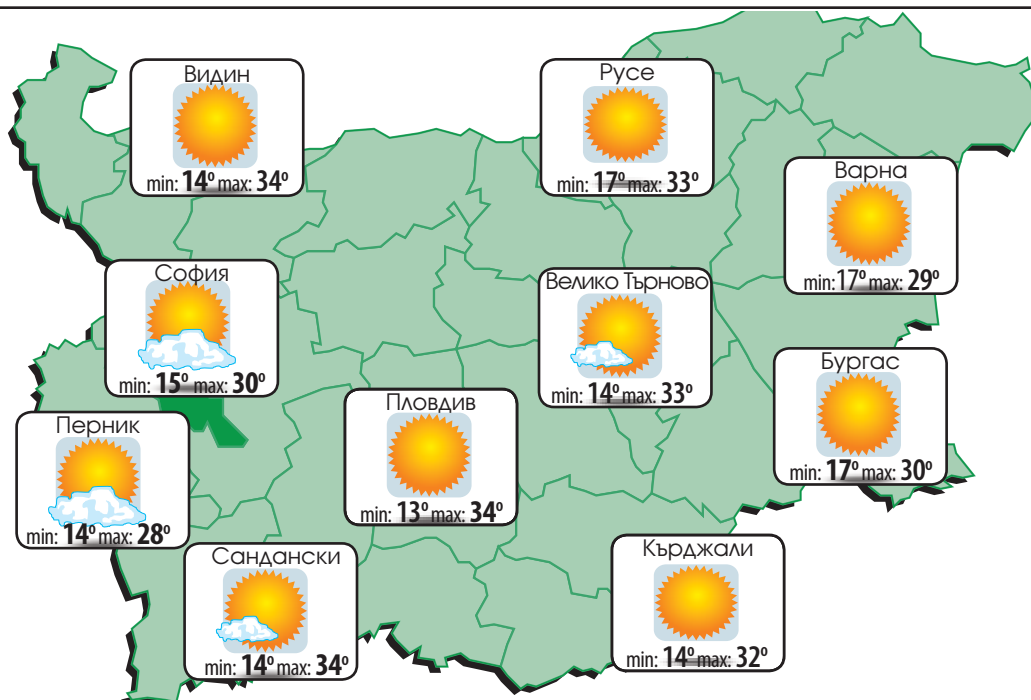 Видин
min: 14° max: 34°
Русе
min: 17° max: 33°
Варна
min:17° max: 29°
София
min: 15° max: 30°
Велико Търново
min: 14° max: 33°
Бургас
min: 17° max: 30°
Пловдив
min: 13° max: 34°
Перник
min: 14° max: 28°
Сандански
min: 14° max: 34°
Кърджали
min: 14° max: 32°